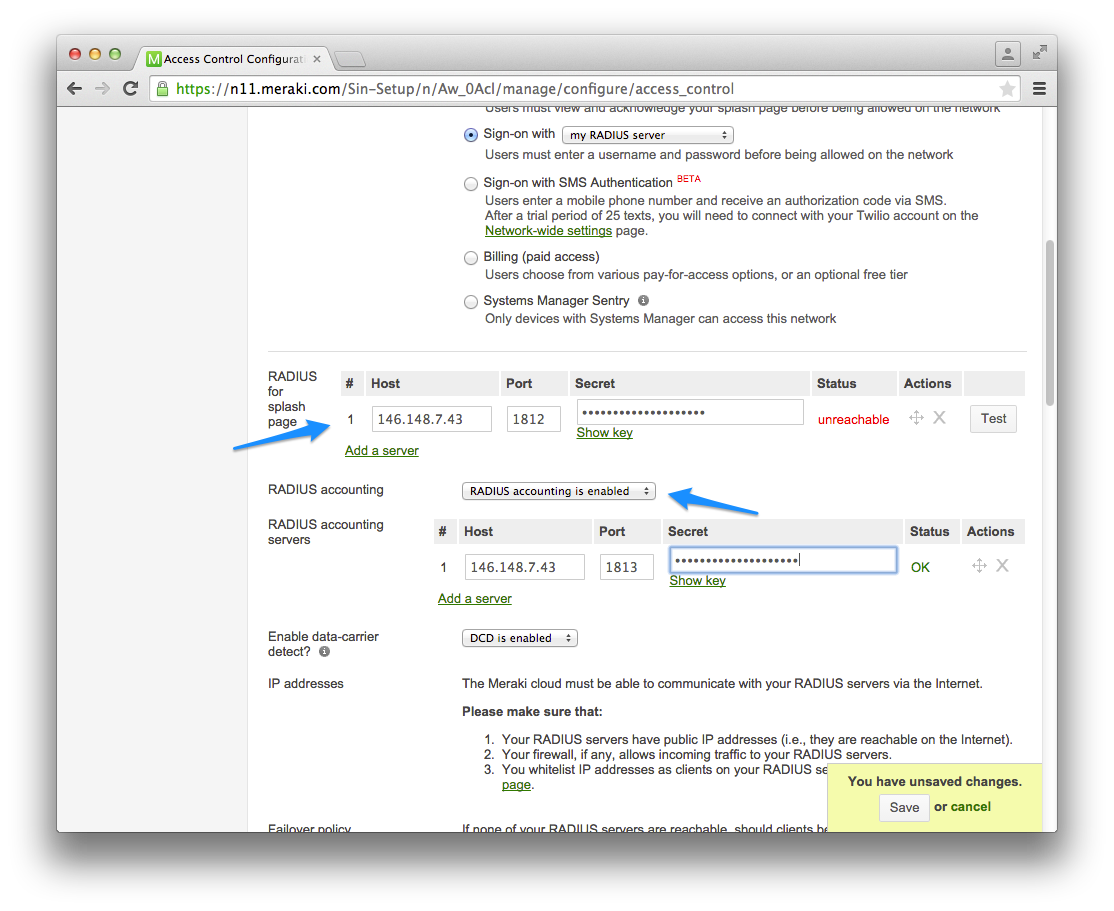 Access Control Configurati
https://n11.meraki.com/Sin-Setup/n/Aw_0Acl/manage/configure/access_control
Users must view and acknowledge your splash page before being allowed on the network
Sign-on with my RADIUS server
Users must enter a username and password before being allowed on the network
Sign-on with SMS Authentication BETA
Users enter a mobile phone number and receive an authorization code via SMS.
After a trial period of 25 texts, you will need to connect with your Twilio account on the
Network-wide settings page.
Billing (paid access)
Users choose from various pay-for-access options, or an optional free tier
Systems Manager Sentry
Only devices with Systems Manager can access this network
RADIUS
for
splash
page
# Host Port Secret Status Actions
1 146.148.7.43 1812 •••••••••••••••••••• unreachable X Test
Show key
Add a server
RADIUS accounting RADIUS accounting is enabled
RADIUS accounting
servers
# Host Port Secret Status Actions
1 146.148.7.43 1813 •••••••••••••••••••• OK X
Show key
Add a server
Enable data-carrier
detect?
DCD is enabled
IP addresses The Meraki cloud must be able to communicate with your RADIUS servers via the Internet.
Please make sure that:
1. Your RADIUS servers have public IP addresses (i.e., they are reachable on the Internet).
2. Your firewall, if any, allows incoming traffic to your RADIUS servers.
3. You whitelist IP addresses as clients on your RADIUS se
page.
You have unsaved changes.
Save or cancel
Failover policy If none of your RADIUS servers are reachable, should clients be